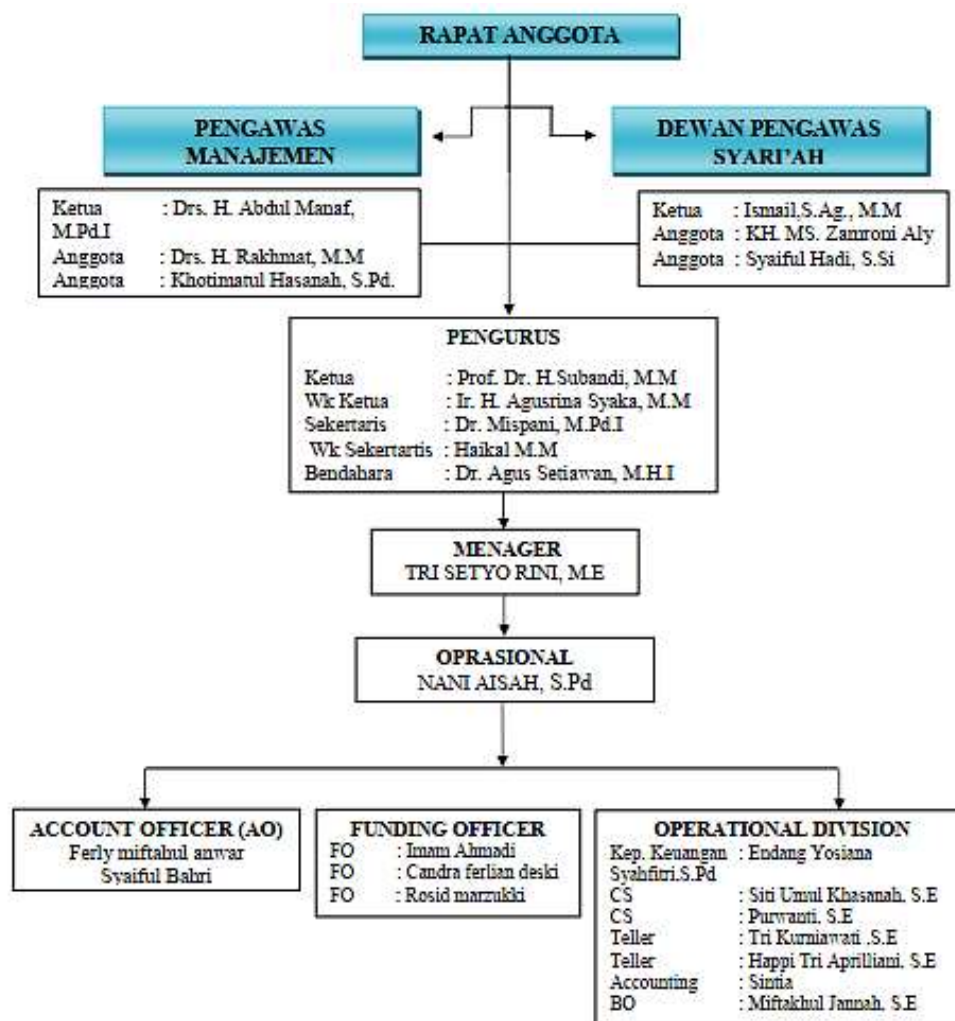 RAPAT ANGGOTA
PENGAWAS
MANAJEMEN
DEWAN PENGAWAS
SYARI'AH
Ketua : Drs. H. Abdul Manaf,
M.Pd.I
Anggota : Drs. H. Rakhmat, M.M
Anggota : Khotimatul Hasanah, S.Pd.
Ketua : Ismail,S.Ag., M.M
Anggota : KH. MS. Zamroni Aly
Anggota : Syaiful Hadi, S.Si
PENGURUS
Ketua : Prof. Dr. H.Subandi, M.M
Wk Ketua : Ir. H. Agusrina Syaka, M.M
Sekertaris : Dr. Mispani, M.Pd.I
Wk Sekertartis : Haikal M.M
Bendahara : Dr. Agus Setiawan, M.H.I
MENAGER
TRI SETYO RINI, M.E
OPRASIONAL
NANI AISAH, S.Pd
ACCOUNT OFFICER (AO)
Ferly miftahul anwar
Syaiful Bahri
FUNDING OFFICER
FO : Imam Ahmadi
FO : Candra ferlian deski
FO : Rosid marzukki
OPERATIONAL DIVISION
Kep. Keuangan : Endang Yosiana
Syahfitri.S.Pd
CS : Siti Umul Khasanah, S.E
CS : Purwanti, S.E
Teller : Tri Kurniawati .S.E
Teller : Happi Tri Aprilliani, S.E
Accounting : Sintia
BO : Miftakhul Jannah, S.E